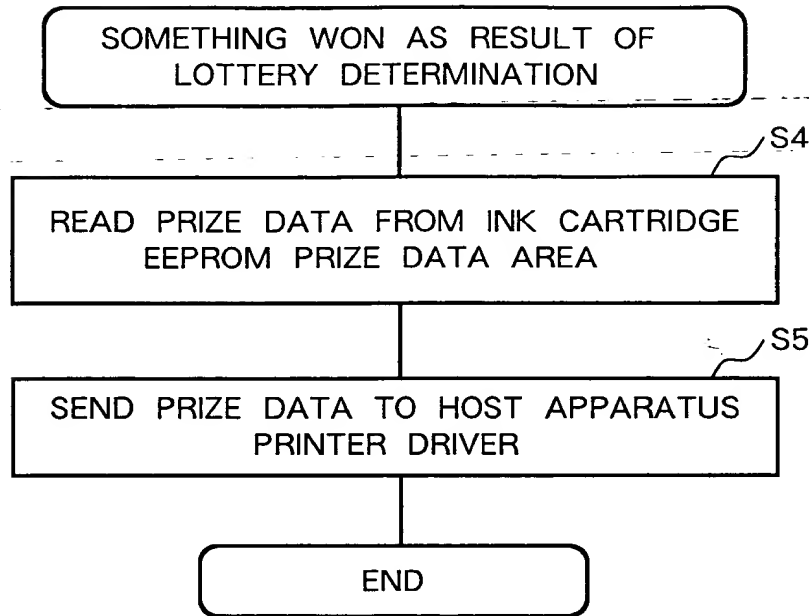 SOMETHING WON AS RESULT OF
LOTTERY DETERMINATION
S4
READ PRIZE DATA FROM INK CARTRIDGE
EEPROM PRIZE DATA AREA
S5
SEND PRIZE DATA TO HOST APPARATUS
PRINTER DRIVER
END